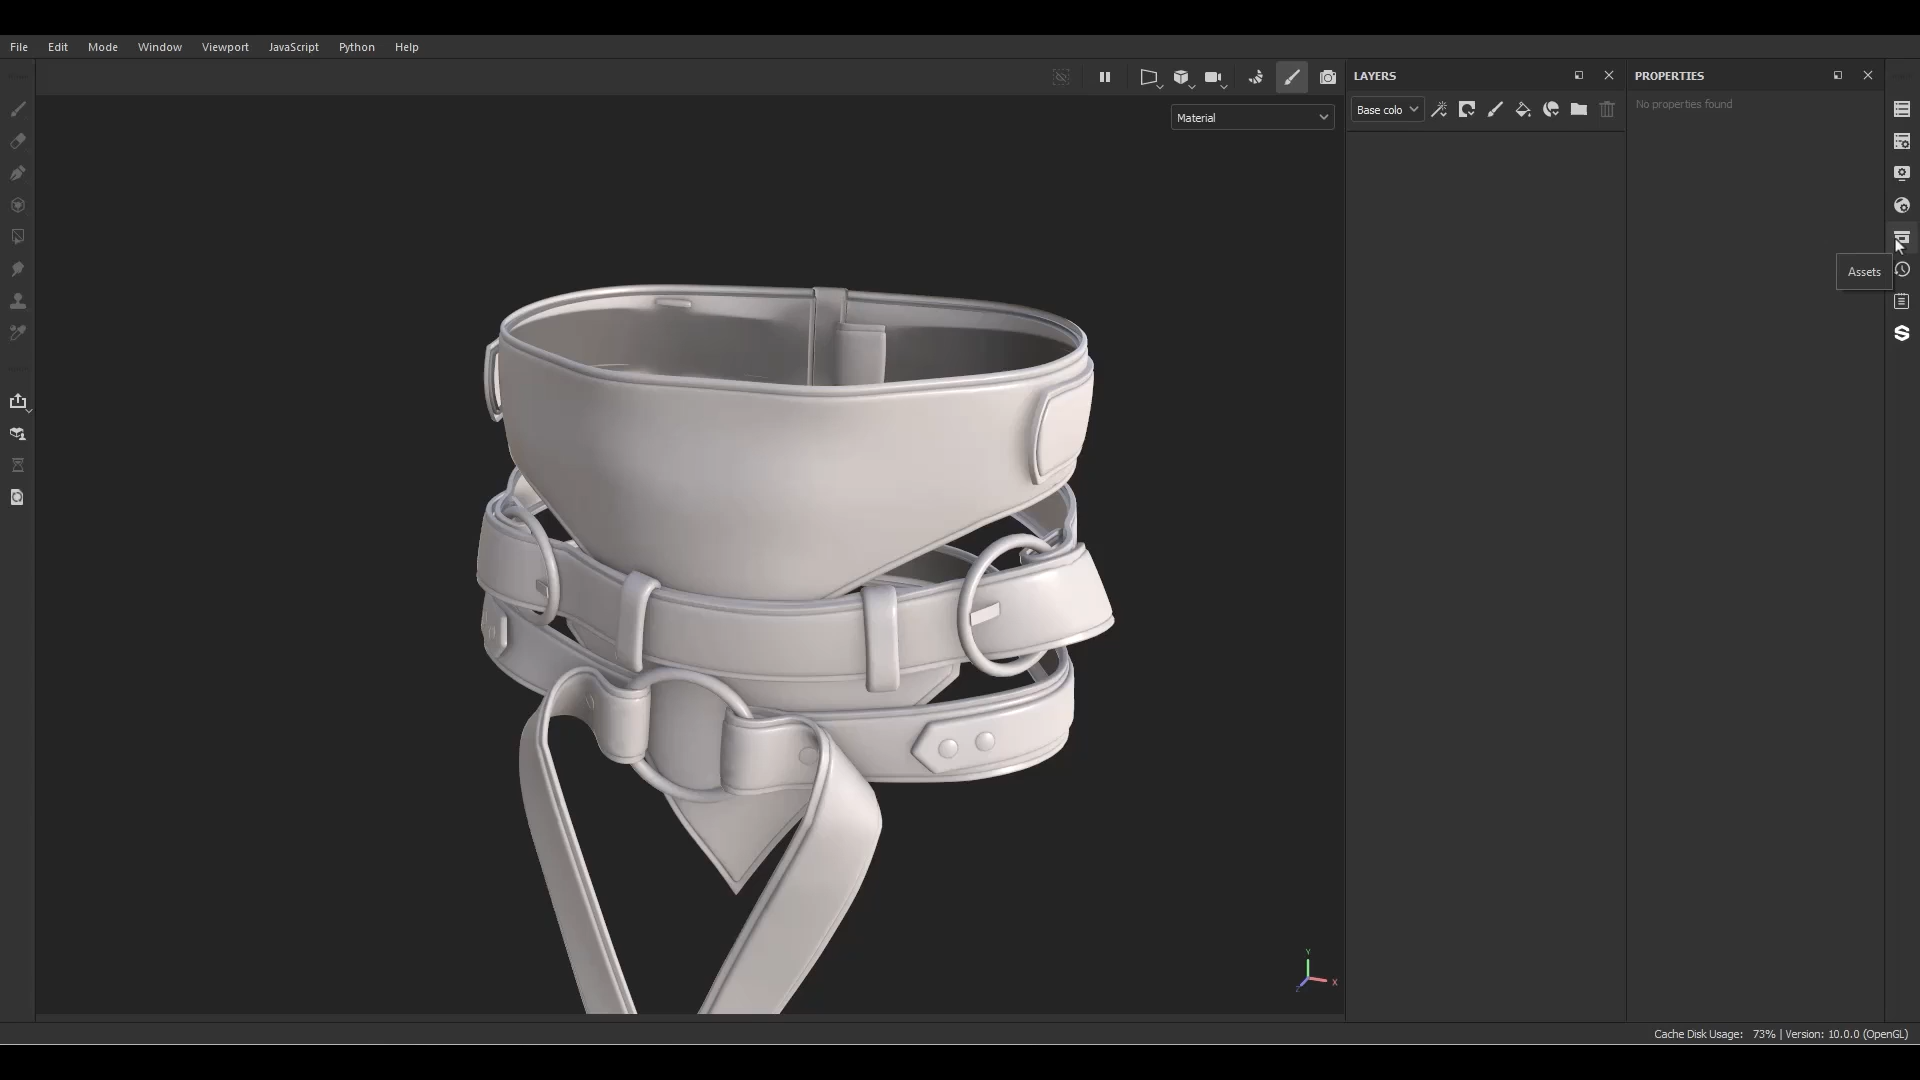 File Edit Mode Window Viewport JavaScript Python Help
LAYERS
PROPERTIES
Base colo
No properties found
Material
Assets
Y
X
Z
Cache Disk Usage: 73% | Version: 10.0.0 (OpenGL)